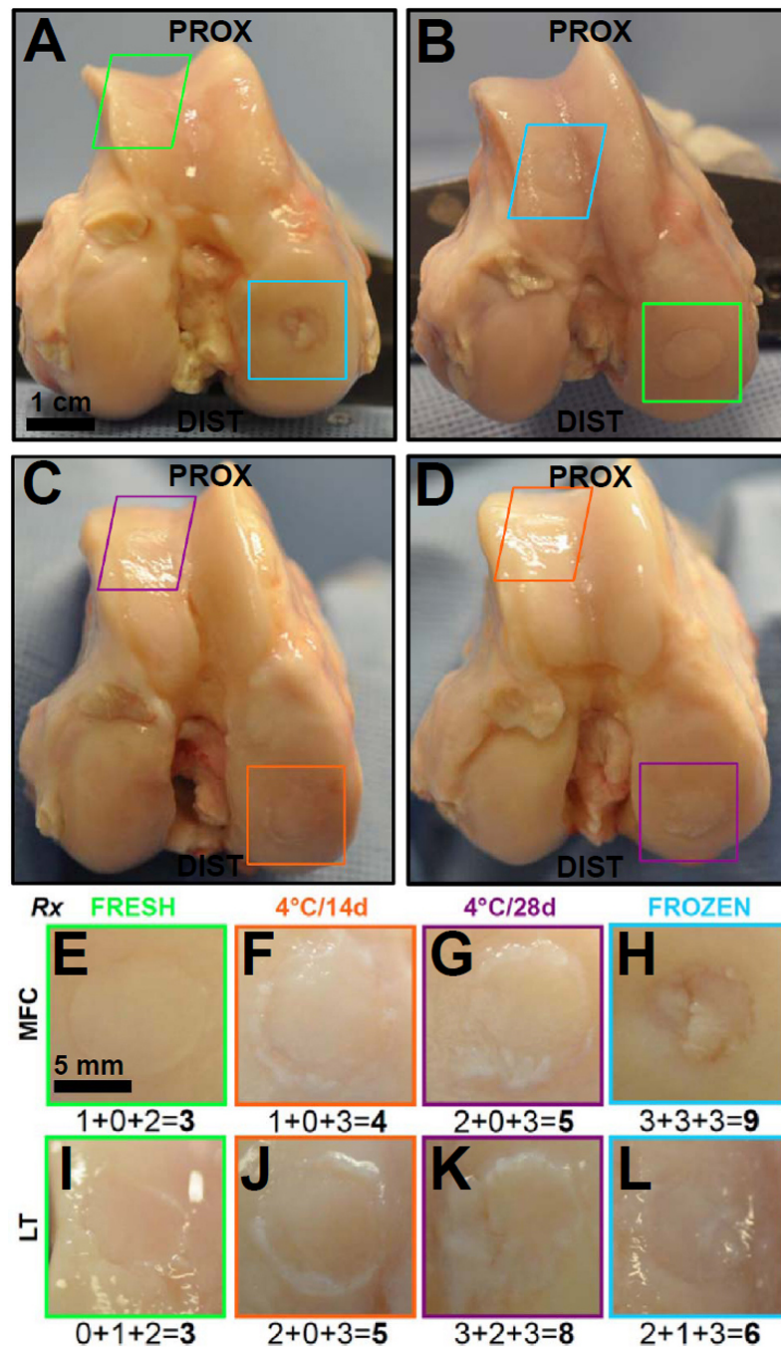 A PROX
B PROX
1 cm DIST
DIST
C PROX
D PROX
DIST
DIST
Rx FRESH 4°C/14d 4°C/28d FROZEN
MFC E F G H
5 mm
1+0+2=3 1+0+3=4 2+0+3=5 3+3+3=9
LT I J K L
0+1+2=3 2+0+3=5 3+2+3=8 2+1+3=6